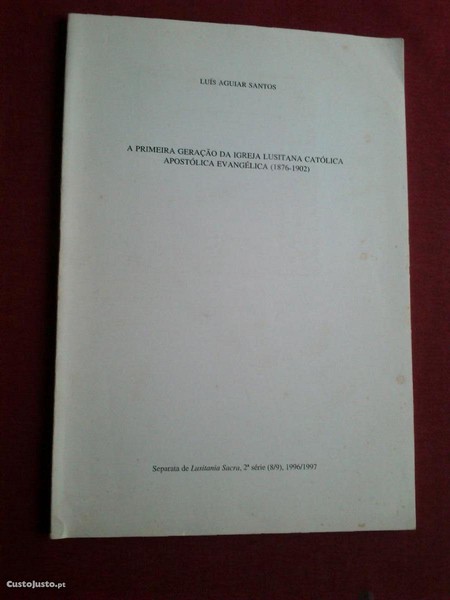 LUÍS AGUIAR SANTOS
A PRIMEIRA GERAÇÃO DA IGREJA LUSITANA CATÓLICA
APOSTÓLICA EVANGÉLICA (1876-1902)
Separata de Lusitania Sacra, 2ª série (8/9), 1996/1997
CustoJusto.pt